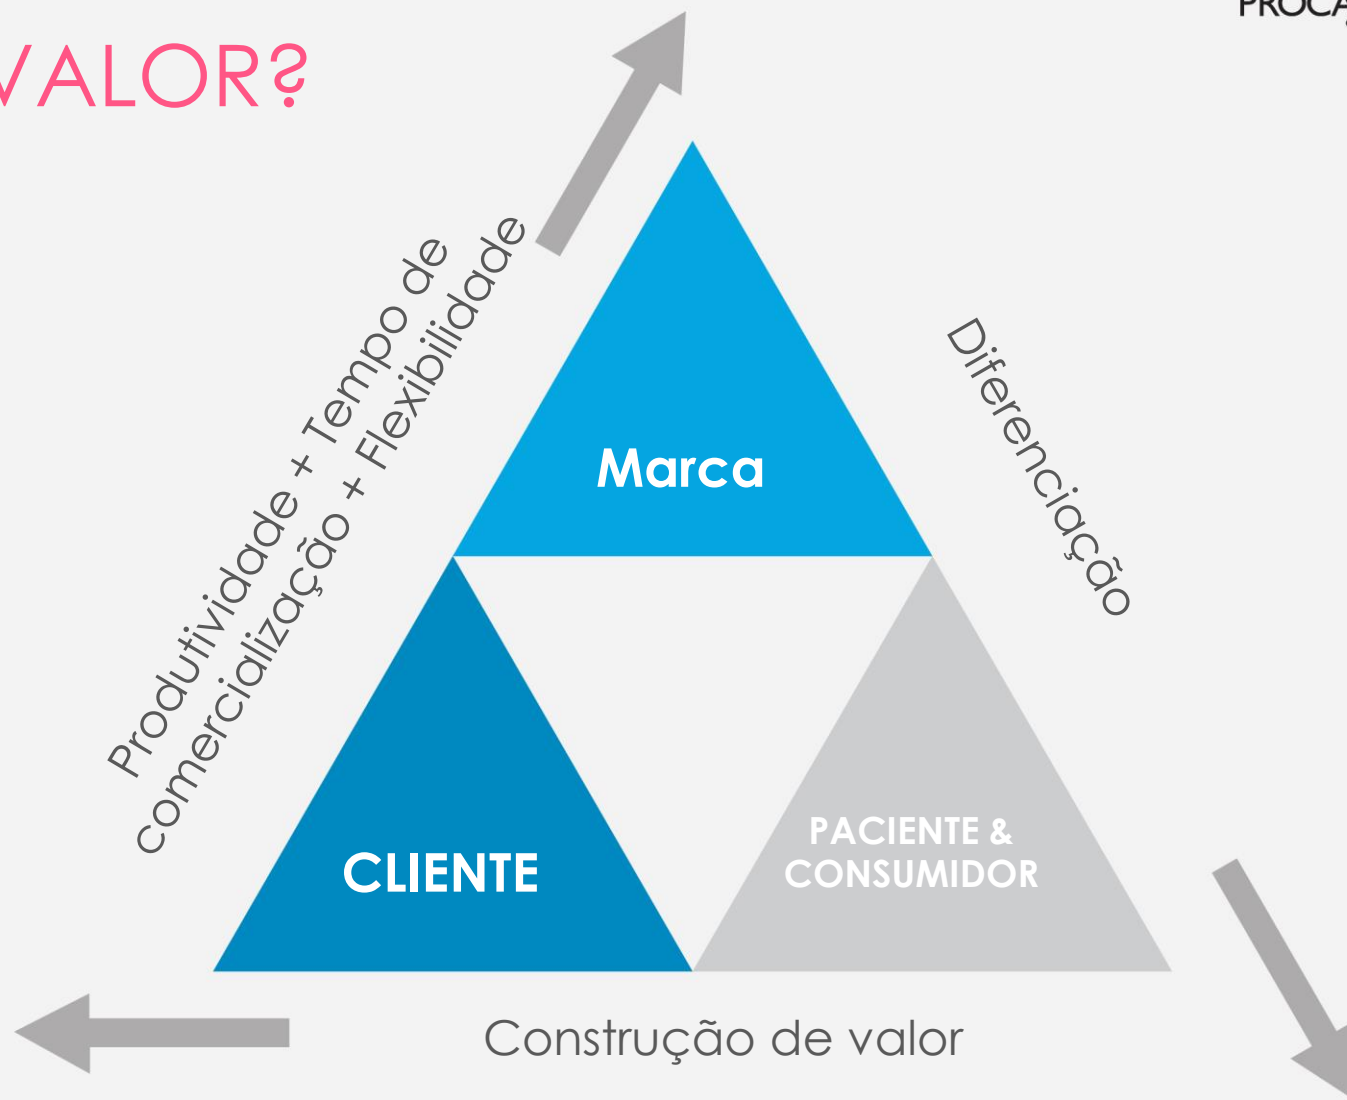 VALOR?
Produtividade + Tempo de
comercialização + Flexibilidade
Diferenciação
Marca
CLIENTE
PACIENTE &
CONSUMIDOR
Construção de valor